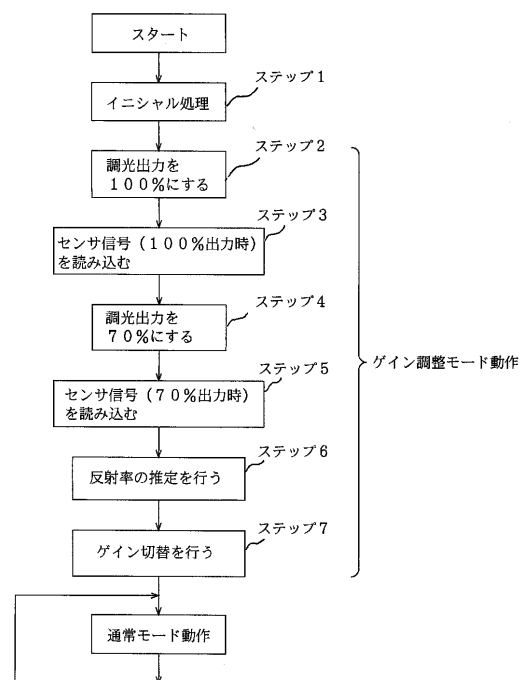 スタート
ステップ1
イニシャル処理
ステップ2
調光出力を
100%にする
ステップ3
センサ信号(100%出力時)
を読み込む
ステップ4
調光出力を
70%にする
ステップ5
センサ信号(70%出力時)
を読み込む
ゲイン調整モード動作
ステップ6
反射率の推定を行う
ステップ7
ゲイン切替を行う
通常モード動作